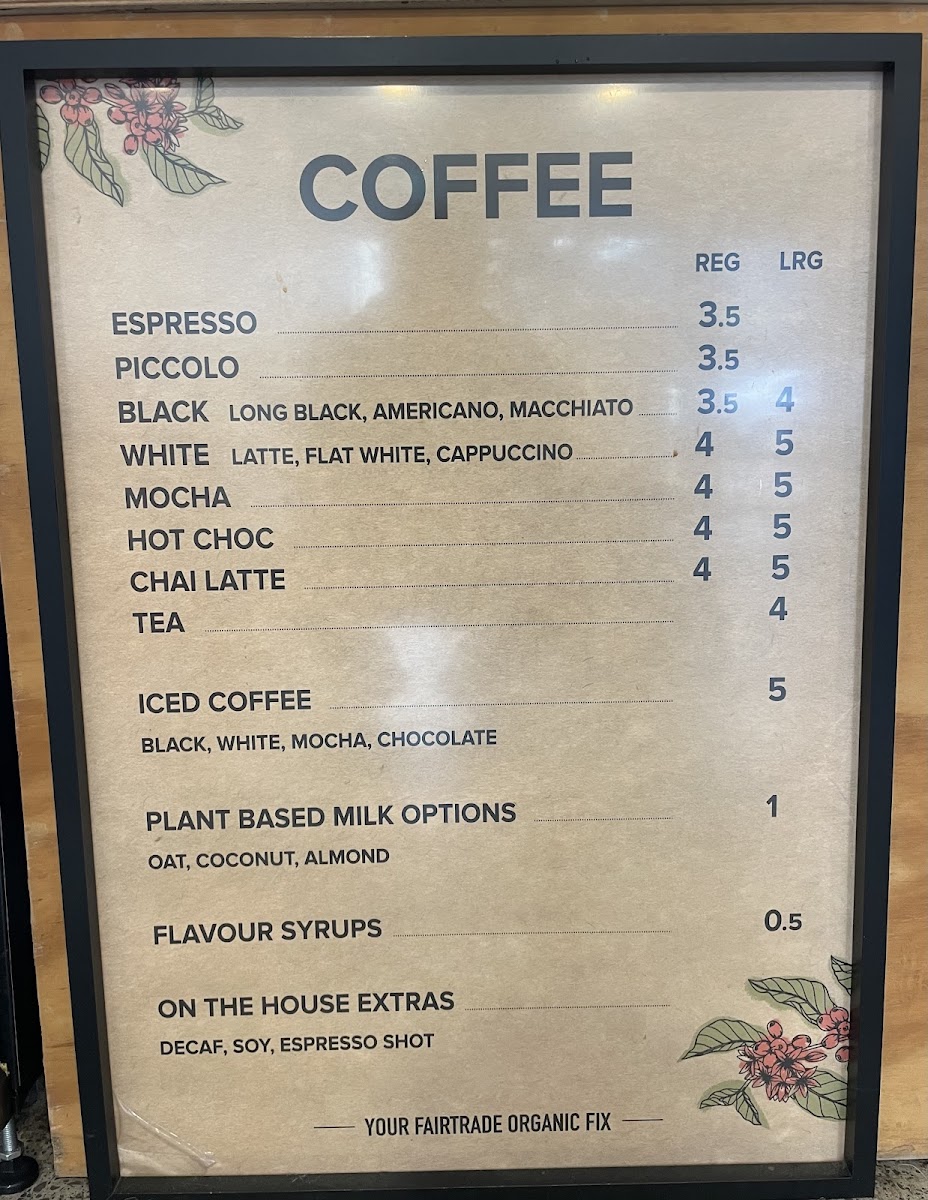 COFFEE
REG LRG
ESPRESSO 3.5
PICCOLO 3.5
BLACK LONG BLACK, AMERICANO, MACCHIATO 3.5 4
WHITE LATTE, FLAT WHITE, CAPPUCCINO 4 5
MOCHA 4 5
HOT CHOC 4 5
CHAI LATTE 4 5
TEA 4
ICED COFFEE 5
BLACK, WHITE, MOCHA, CHOCOLATE
PLANT BASED MILK OPTIONS 1
OAT, COCONUT, ALMOND
FLAVOUR SYRUPS 0.5
ON THE HOUSE EXTRAS
DECAF, SOY, ESPRESSO SHOT
YOUR FAIRTRADE ORGANIC FIX